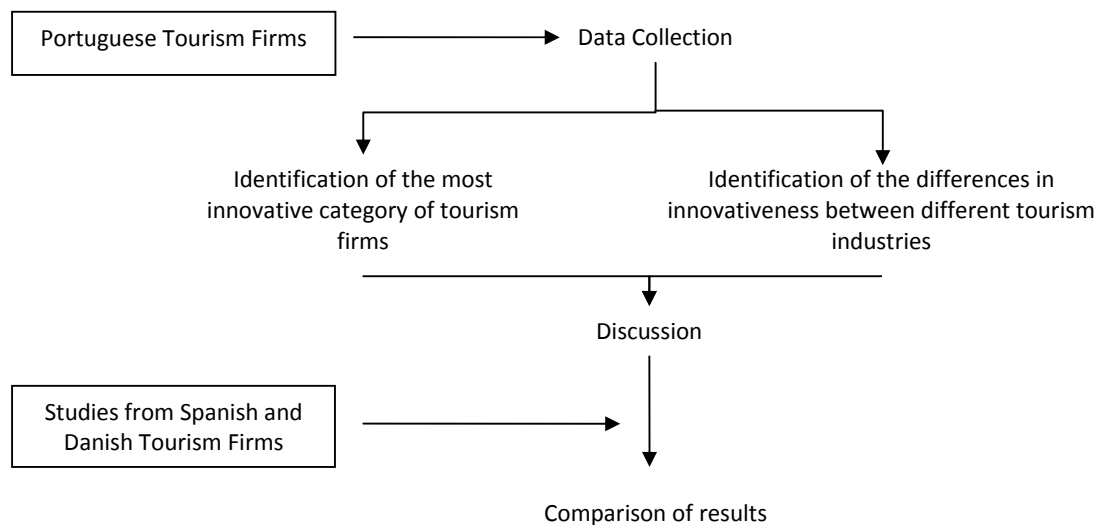 Portuguese Tourism Firms
Data Collection
Identification of the most
innovative category of tourism
firms
Identification of the differences in
innovativeness between different tourism
industries
Discussion
Studies from Spanish and
Danish Tourism Firms
Comparison of results